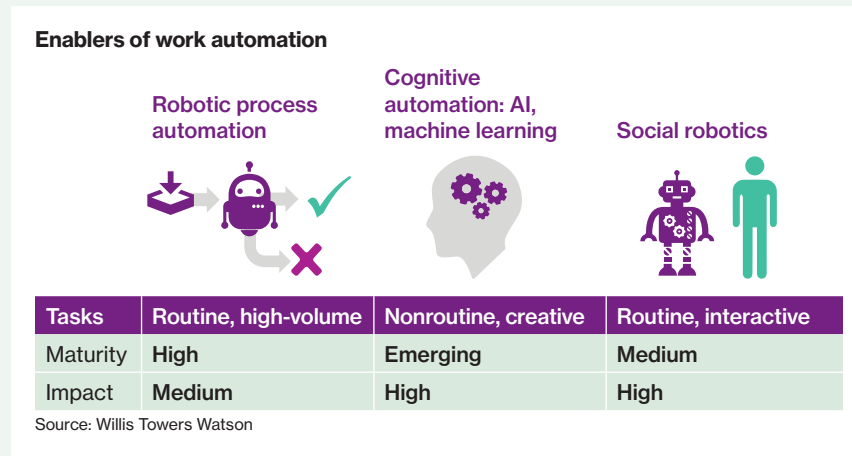 Enablers of work automation
Robotic process
automation
Cognitive
automation: AI,
machine learning
Social robotics
Tasks Routine, high-volume Nonroutine, creative Routine, interactive
Maturity High Emerging Medium
Impact Medium High High
Source: Willis Towers Watson